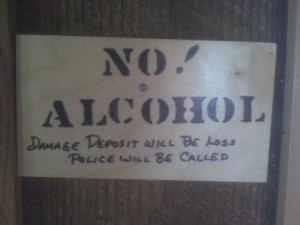 NO!
ALCOHOL
DAMAGE DEPOSIT WILL BE LOSS
POLICE WILL BE CALLED